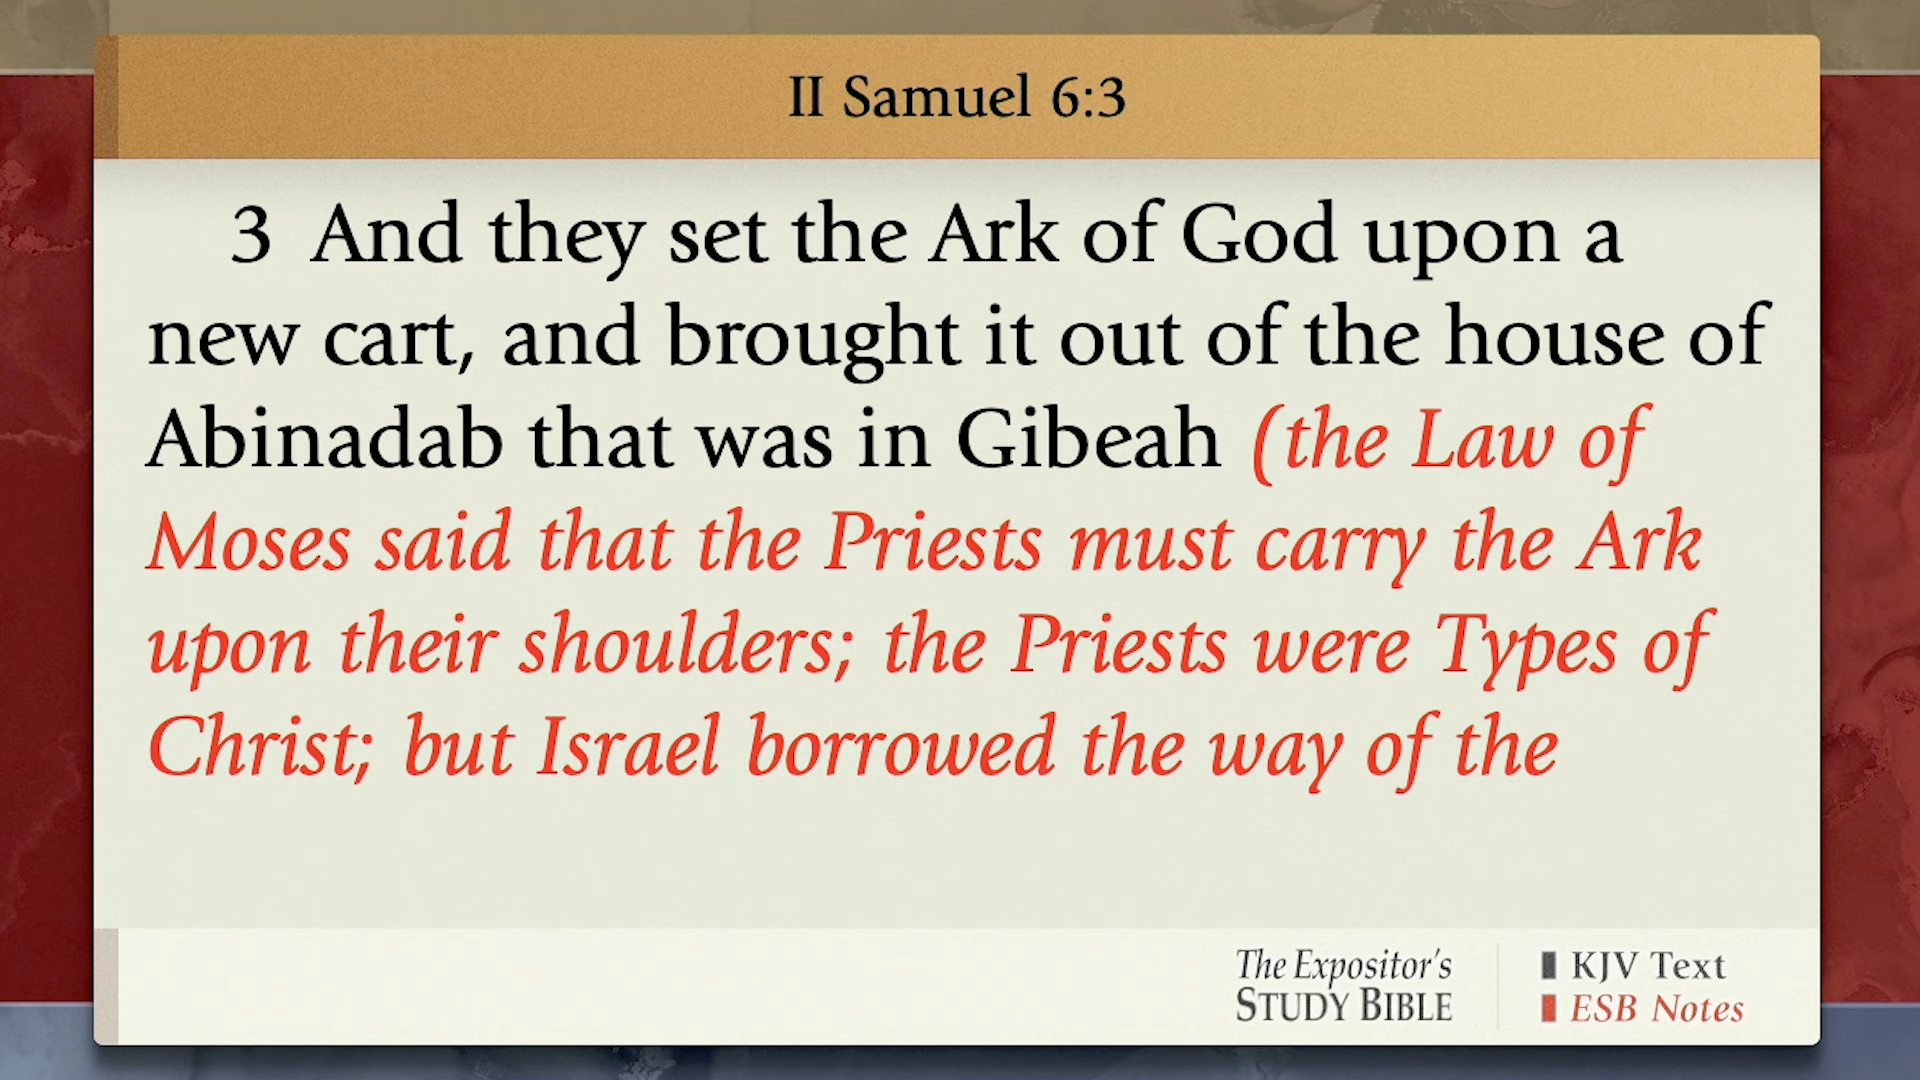 II Samuel 6:3
3 And they set the Ark of God upon a
new cart, and brought it out of the house of
Abinadab that was in Gibeah (the Law of
Moses said that the Priests must carry the Ark
upon their shoulders; the Priests were Types of
Christ; but Israel borrowed the way of the
The Expositor's
STUDY BIBLE
KJV Text
ESB Notes